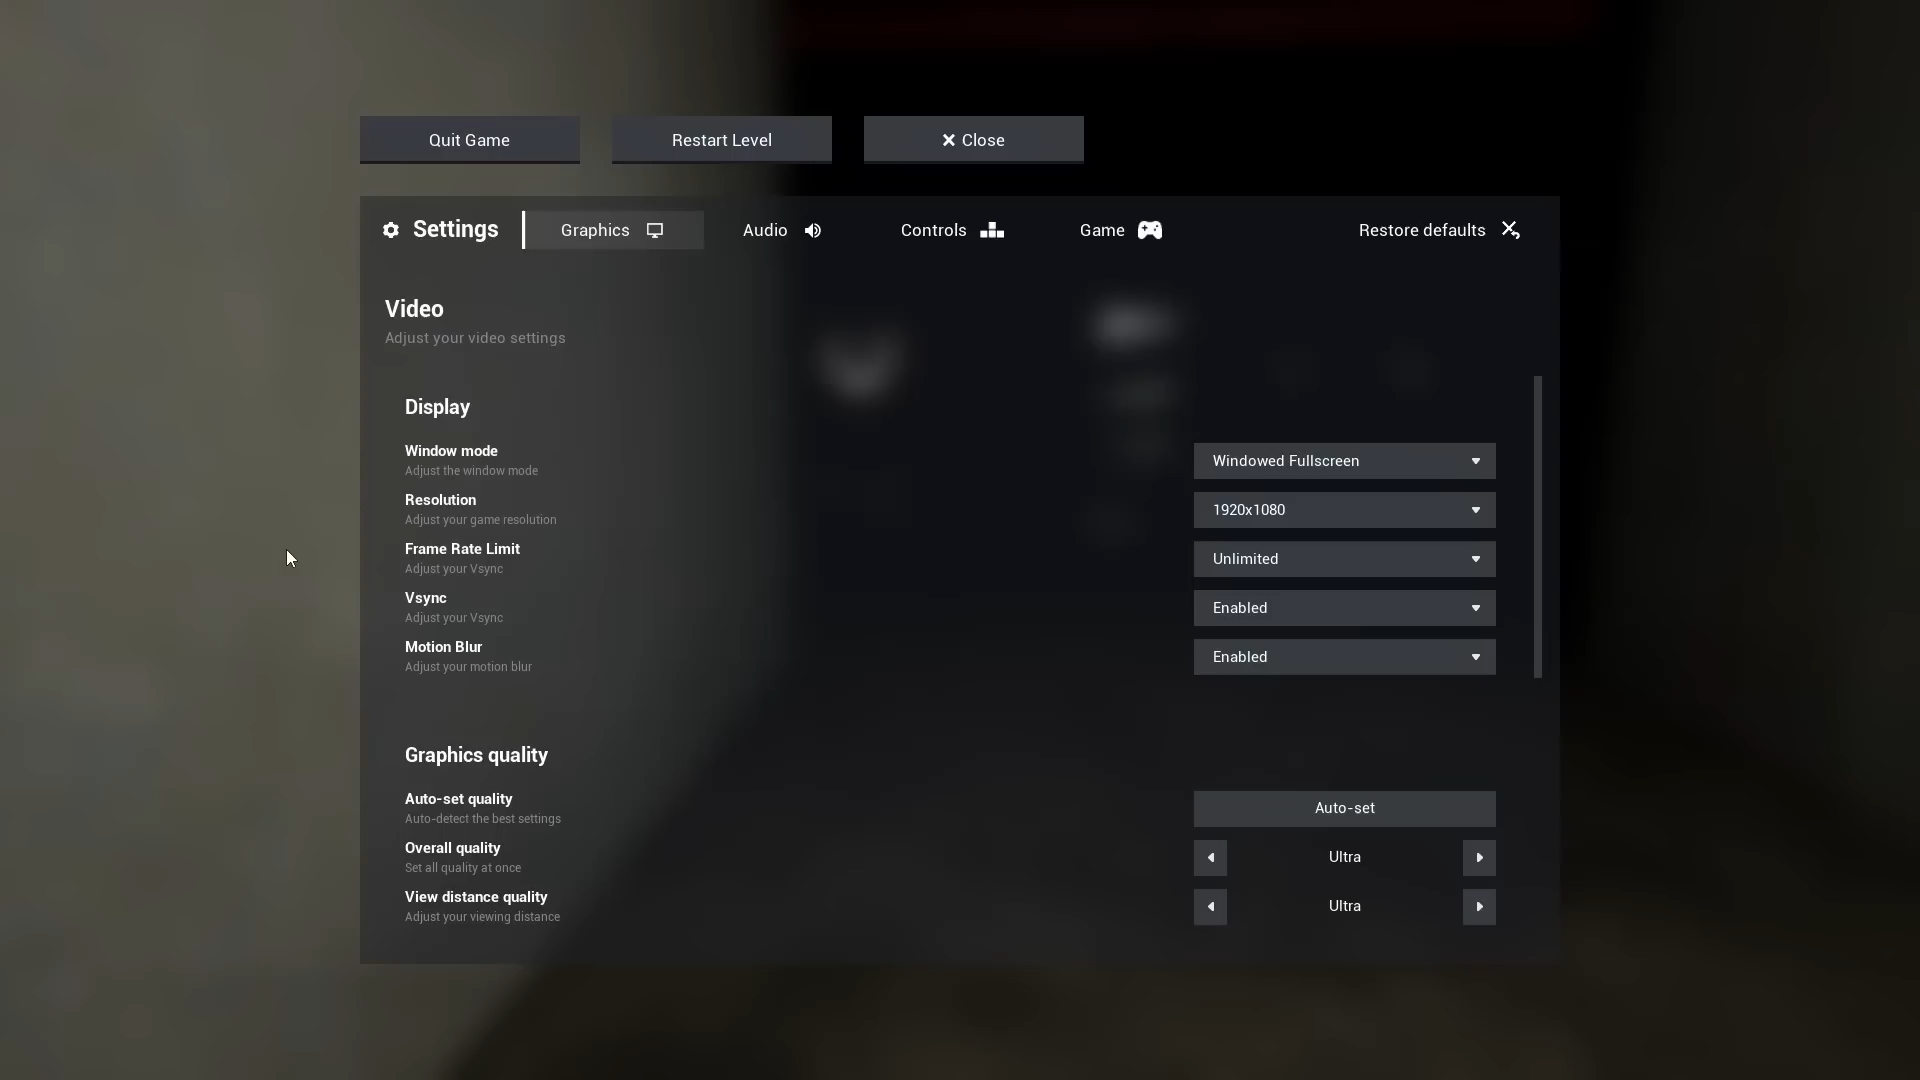 Quit Game
Restart Level
Close
Settings
Graphics
Audio
Controls
Game
Restore defaults
Video
Adjust your video settings
Display
Window mode
Adjust the window mode
Windowed Fullscreen
Resolution
Adjust your game resolution
1920x1080
Frame Rate Limit
Adjust your Vsync
Unlimited
Vsync
Adjust your Vsync
Enabled
Motion Blur
Adjust your motion blur
Enabled
Graphics quality
Auto-set quality
Auto-detect the best settings
Auto-set
Overall quality
Set all quality at once
Ultra
View distance quality
Adjust your viewing distance
Ultra